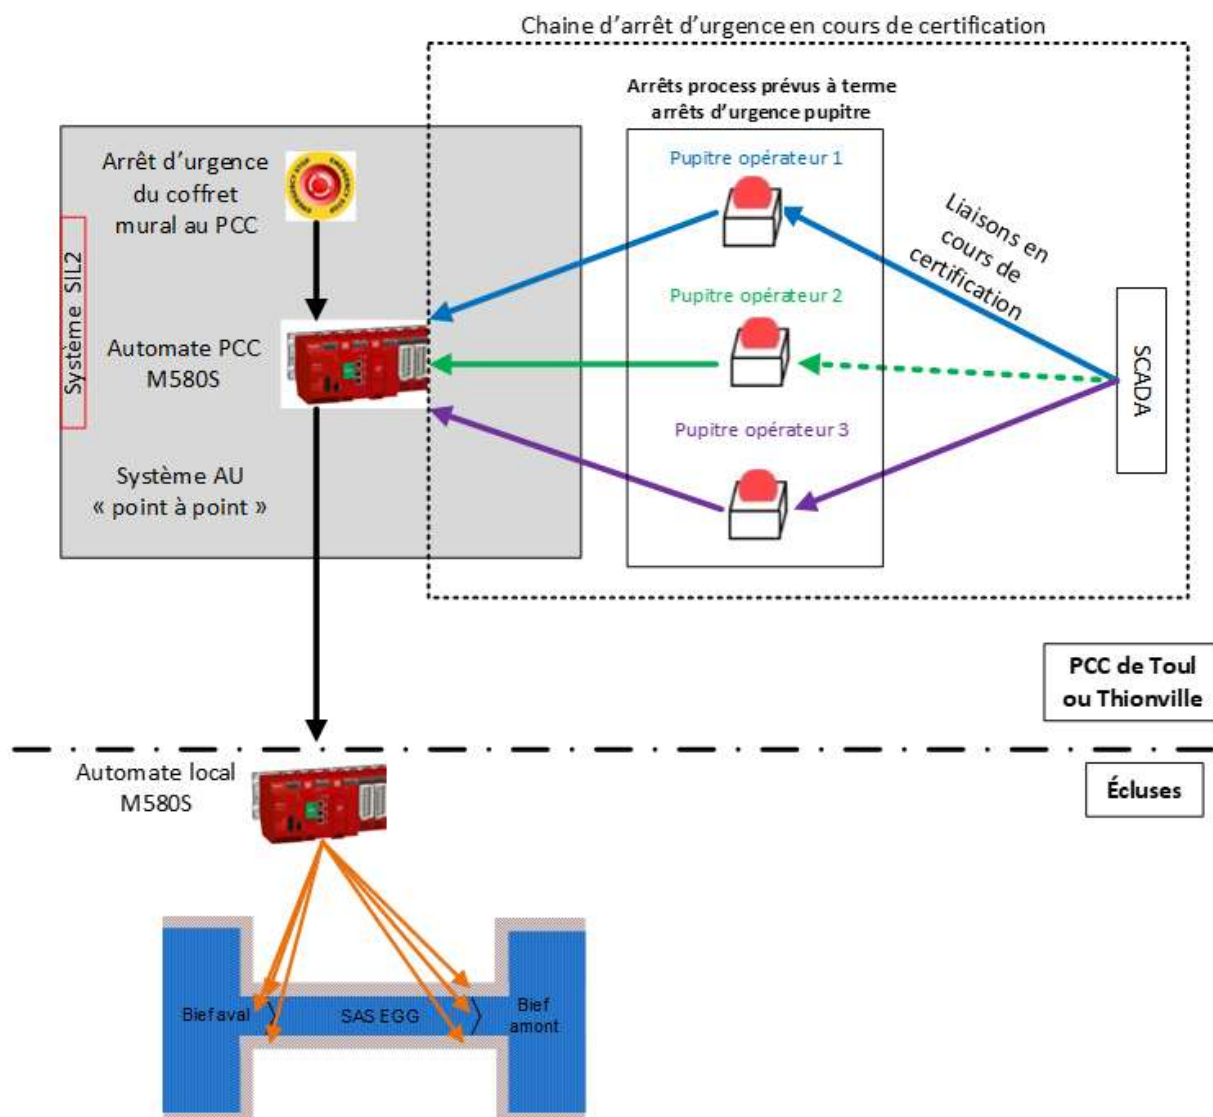 Chaine d’arrêt d’urgence en cours de certification
Arrêts process prévus à terme
arrêts d’urgence pupitre
Arrêt d’urgence
du coffret
mural au PCC
Pupitre opérateur 1
Liaisons en
cours de
certification
Système SIL2
Pupitre opérateur 2
Automate PCC
M580S
SCADA
Pupitre opérateur 3
Système AU
« point à point »
PCC de Toul
ou Thionville
Automate local
M580S
Écluses
Bief aval
SAS EGG
Bief
amont